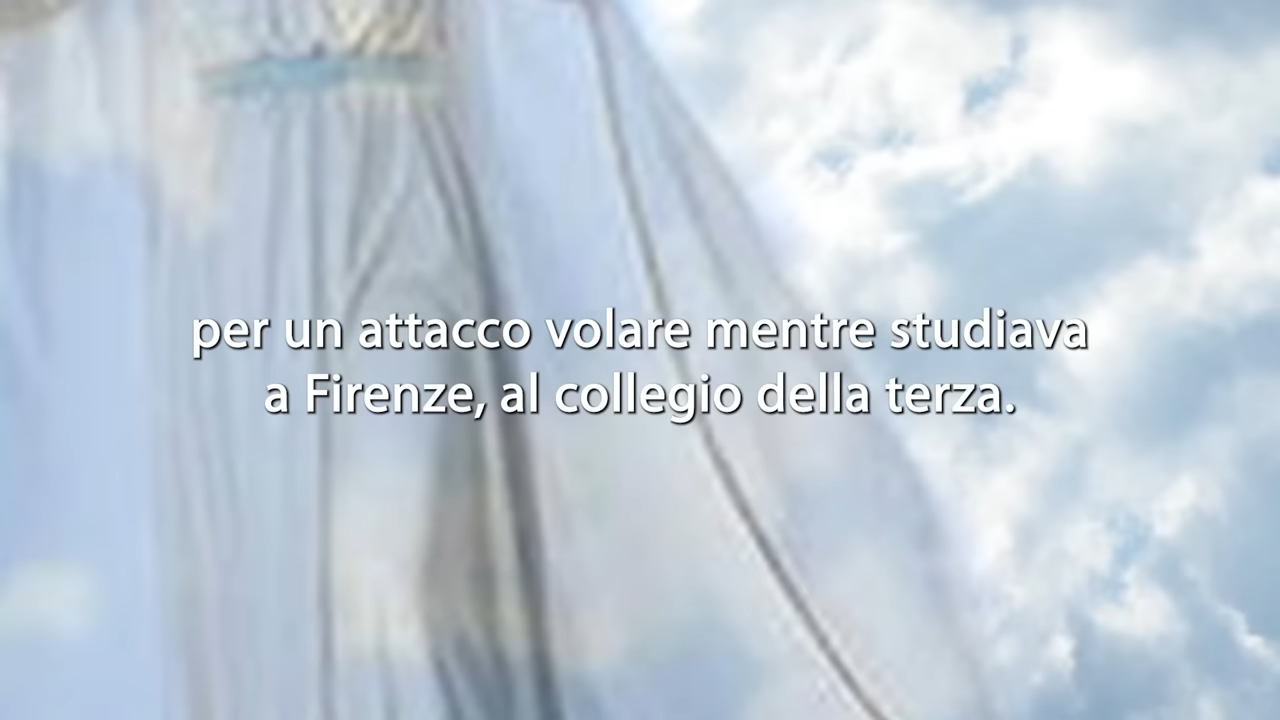 per un attacco volare mentre studiava
a Firenze, al collegio della terza.